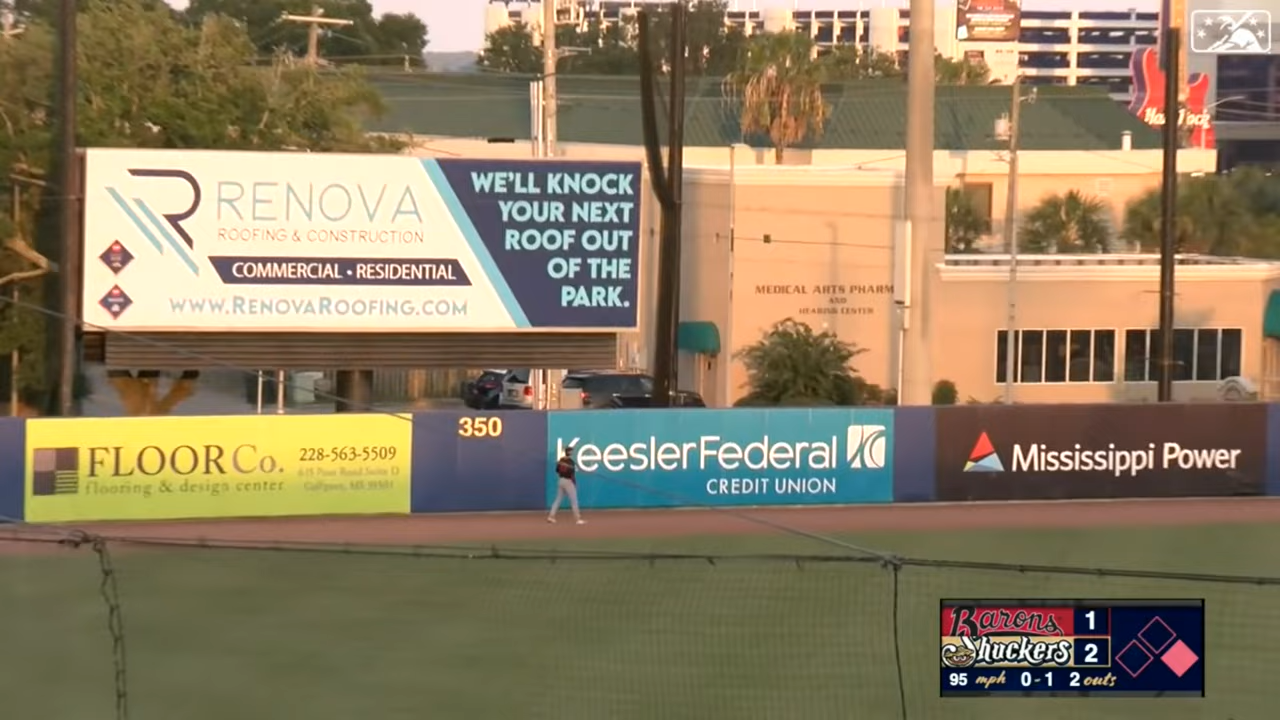 Hard Rock
RENOVA
ROOFING & CONSTRUCTION
COMMERCIAL • RESIDENTIAL
WWW.RENOVAROOFING.COM
WE'LL KNOCK
YOUR NEXT
ROOF OUT
OF THE
PARK.
MEDICAL ARTS PHARM
AND
HEARING CENTER
FLOOR Co.
flooring & design center
228-563-5509
350
KeeslerFederal
CREDIT UNION
Mississippi Power
Barons 1
Shuckers 2
95 mph 0-1 2 outs